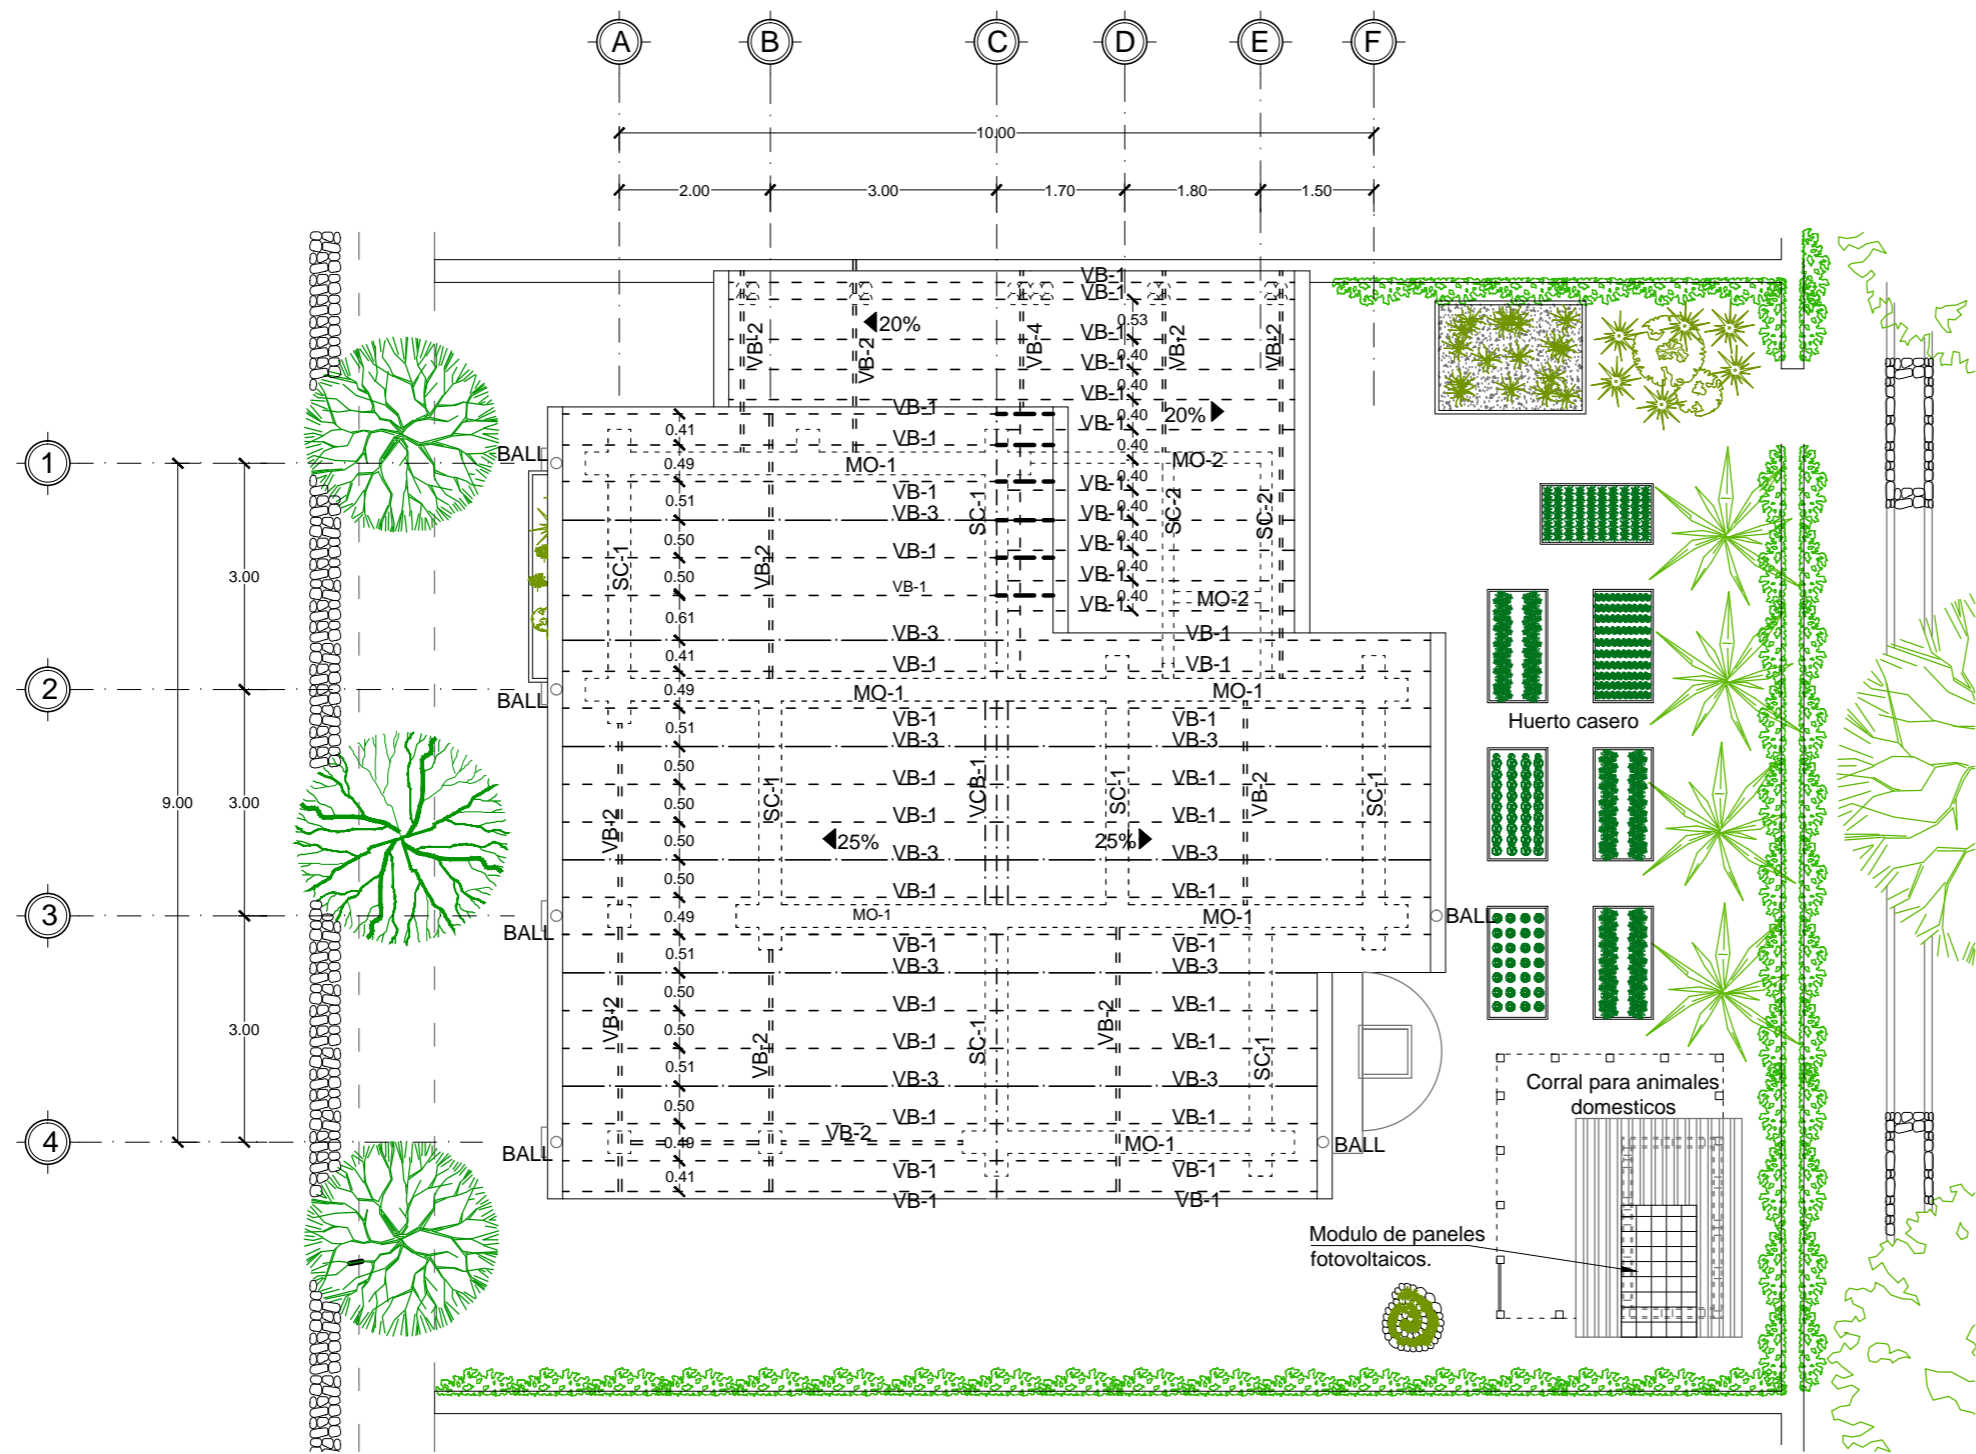 A B C D E F
10.00
2.00 3.00 1.70 1.80 1.50
VB-1
VB-1
VB-2 VB-2 VB-4 VB-2 VB-2
20%
0.53
VB-1
0.40
VB-1
0.40
VB-1
0.40
VB-1
VB-1
20%
0.41
VB-1
0.40
1
BALL
0.49
MO-1
MO-2
0.40
VB-1
VB-1
0.51
VB-3
SC-1
VB-1
SC-2
SC-2
0.40
0.50
VB-1
VB-1
0.40
SC-1
VB-2
0.50
VB-1
VB-1
0.40
VB-1
MO-2
0.61
VB-3
VB-1
0.41
VB-1
VB-1
3.00
2
BALL
0.49
MO-1
MO-1
VB-1
VB-1
0.51
VB-3
VB-3
0.50
VB-1
VB-1
VB-2
SC-1
VCB-1
SC-1
VB-2
SC-1
0.50
VB-1
VB-1
9.00
3.00
0.50
25%
25%
VB-3
VB-3
0.50
VB-1
VB-1
3
BALL
0.49
MO-1
MO-1
BALL
VB-1
VB-1
0.51
VB-3
VB-3
0.50
VB-1
VB-1
VB-2
VB-2
SC-1
VB-2
SC-1
0.50
VB-1
VB-1
3.00
0.51
VB-3
VB-3
0.50
VB-1
VB-1
4
BALL
0.49
VB-2
MO-1
BALL
0.41
VB-1
VB-1
VB-1
VB-1
Huerto casero
Corral para animales
domesticos
Modulo de paneles
fotovoltaicos.